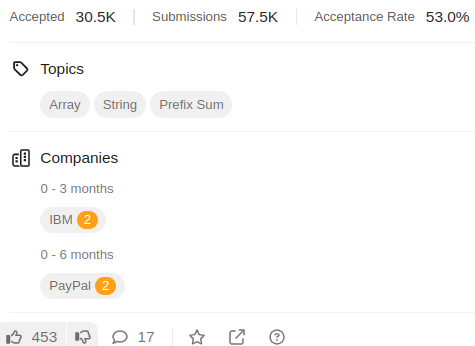 Accepted 30.5K Submissions 57.5K Acceptance Rate 53.0%
Topics
Array String Prefix Sum
Companies
0 - 3 months
IBM 2
0 - 6 months
PayPal 2
453 17